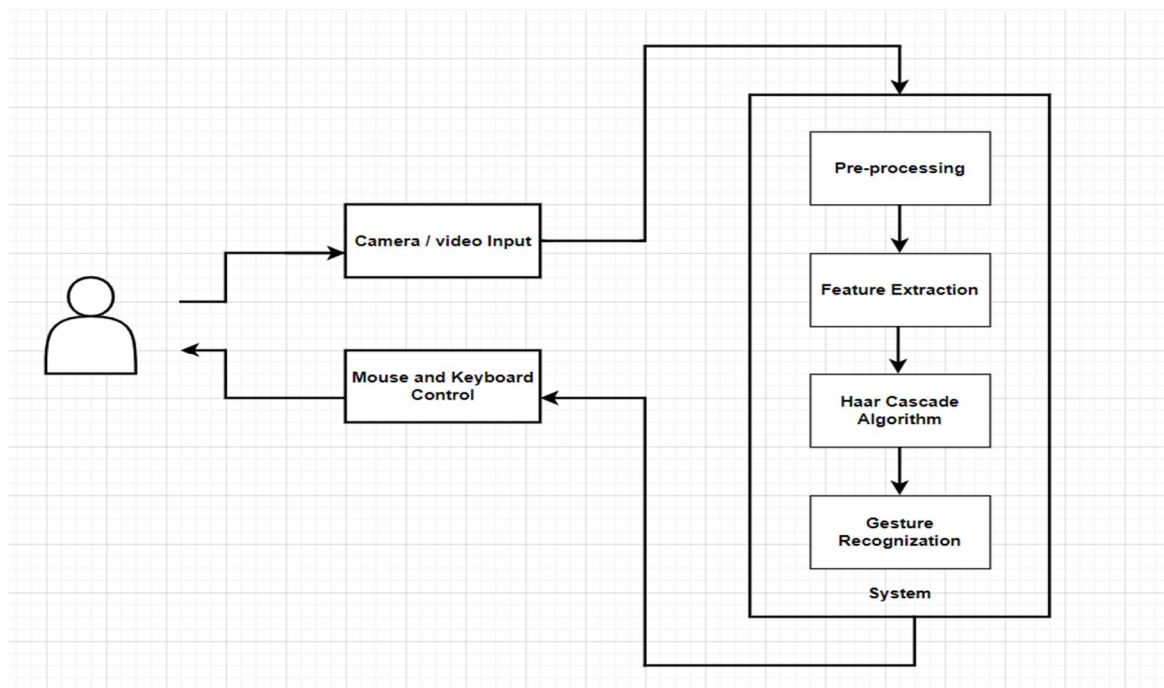 Camera / video Input
Mouse and Keyboard
Control
Pre-processing
Feature Extraction
Haar Cascade
Algorithm
Gesture
Recognization
System